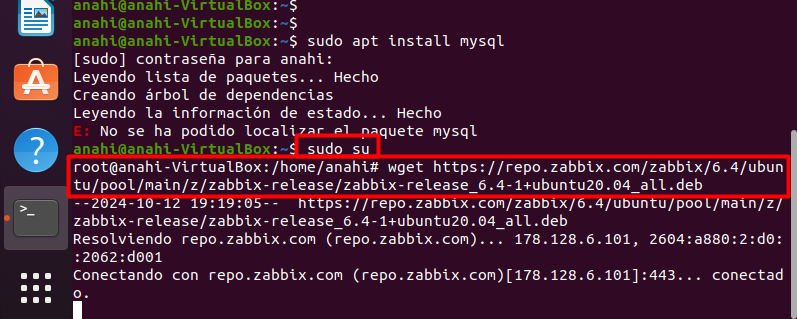 anahi@anahi-VirtualBox:~$
anahi@anahi-VirtualBox:~$
anahi@anahi-VirtualBox:~$ sudo apt install mysql
[sudo] contraseña para anahi:
Leyendo lista de paquetes... Hecho
Creando árbol de dependencias
Leyendo la información de estado... Hecho
E: No se ha podido localizar el paquete mysql
anahi@anahi-VirtualBox:~$ sudo su
root@anahi-VirtualBox:/home/anahi# wget https://repo.zabbix.com/zabbix/6.4/ubun
tu/pool/main/z/zabbix-release/zabbix-release_6.4-1+ubuntu20.04_all.deb
--2024-10-12 19:19:05--  https://repo.zabbix.com/zabbix/6.4/ubuntu/pool/main/z/
zabbix-release/zabbix-release_6.4-1+ubuntu20.04_all.deb
Resolviendo repo.zabbix.com (repo.zabbix.com)... 178.128.6.101, 2604:a880:2:d0:
:2062:d001
Conectando con repo.zabbix.com (repo.zabbix.com)[178.128.6.101]:443... conectad
o.